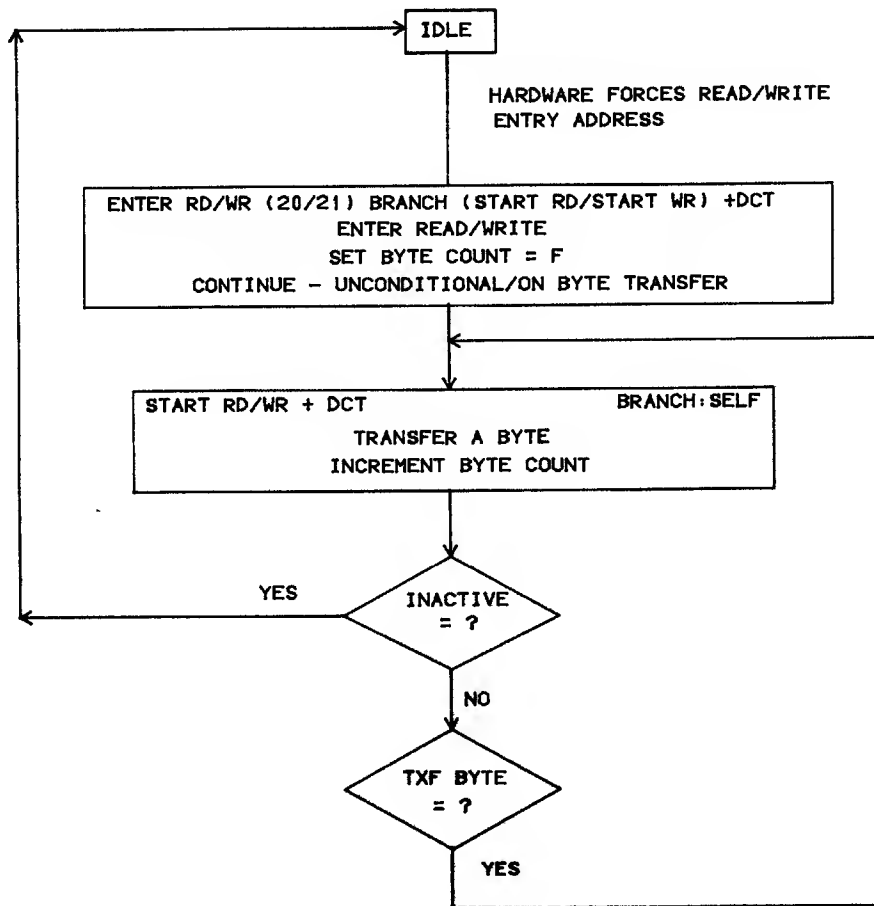 IDLE
HARDWARE FORCES READ/WRITE
ENTRY ADDRESS
ENTER RD/WR (20/21) BRANCH (START RD/START WR) +DCT
ENTER READ/WRITE
SET BYTE COUNT = F
CONTINUE - UNCONDITIONAL/ON BYTE TRANSFER
START RD/WR + DCT BRANCH:SELF
TRANSFER A BYTE
INCREMENT BYTE COUNT
YES
INACTIVE
= ?
NO
TXF BYTE
= ?
YES